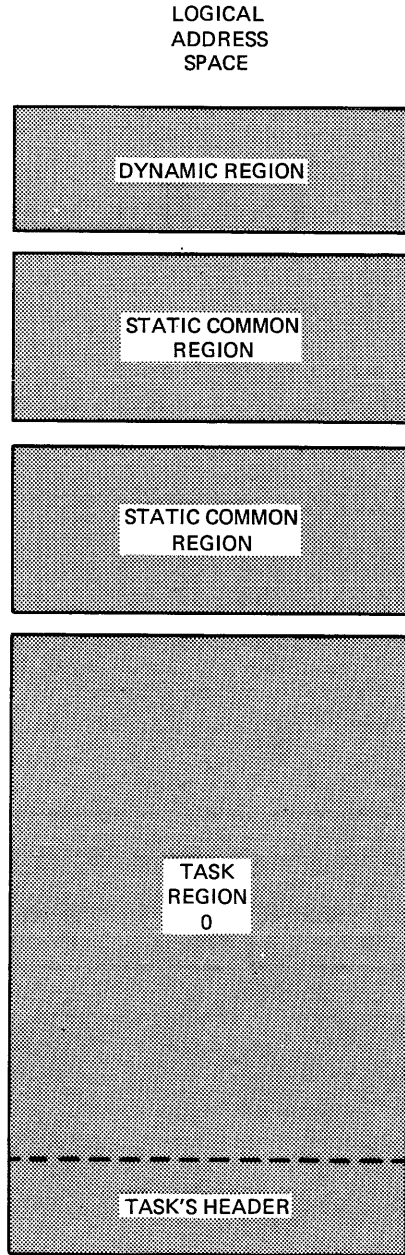 LOGICAL
ADDRESS
SPACE
DYNAMIC REGION
STATIC COMMON
REGION
STATIC COMMON
REGION
TASK
REGION
0
TASK'S HEADER